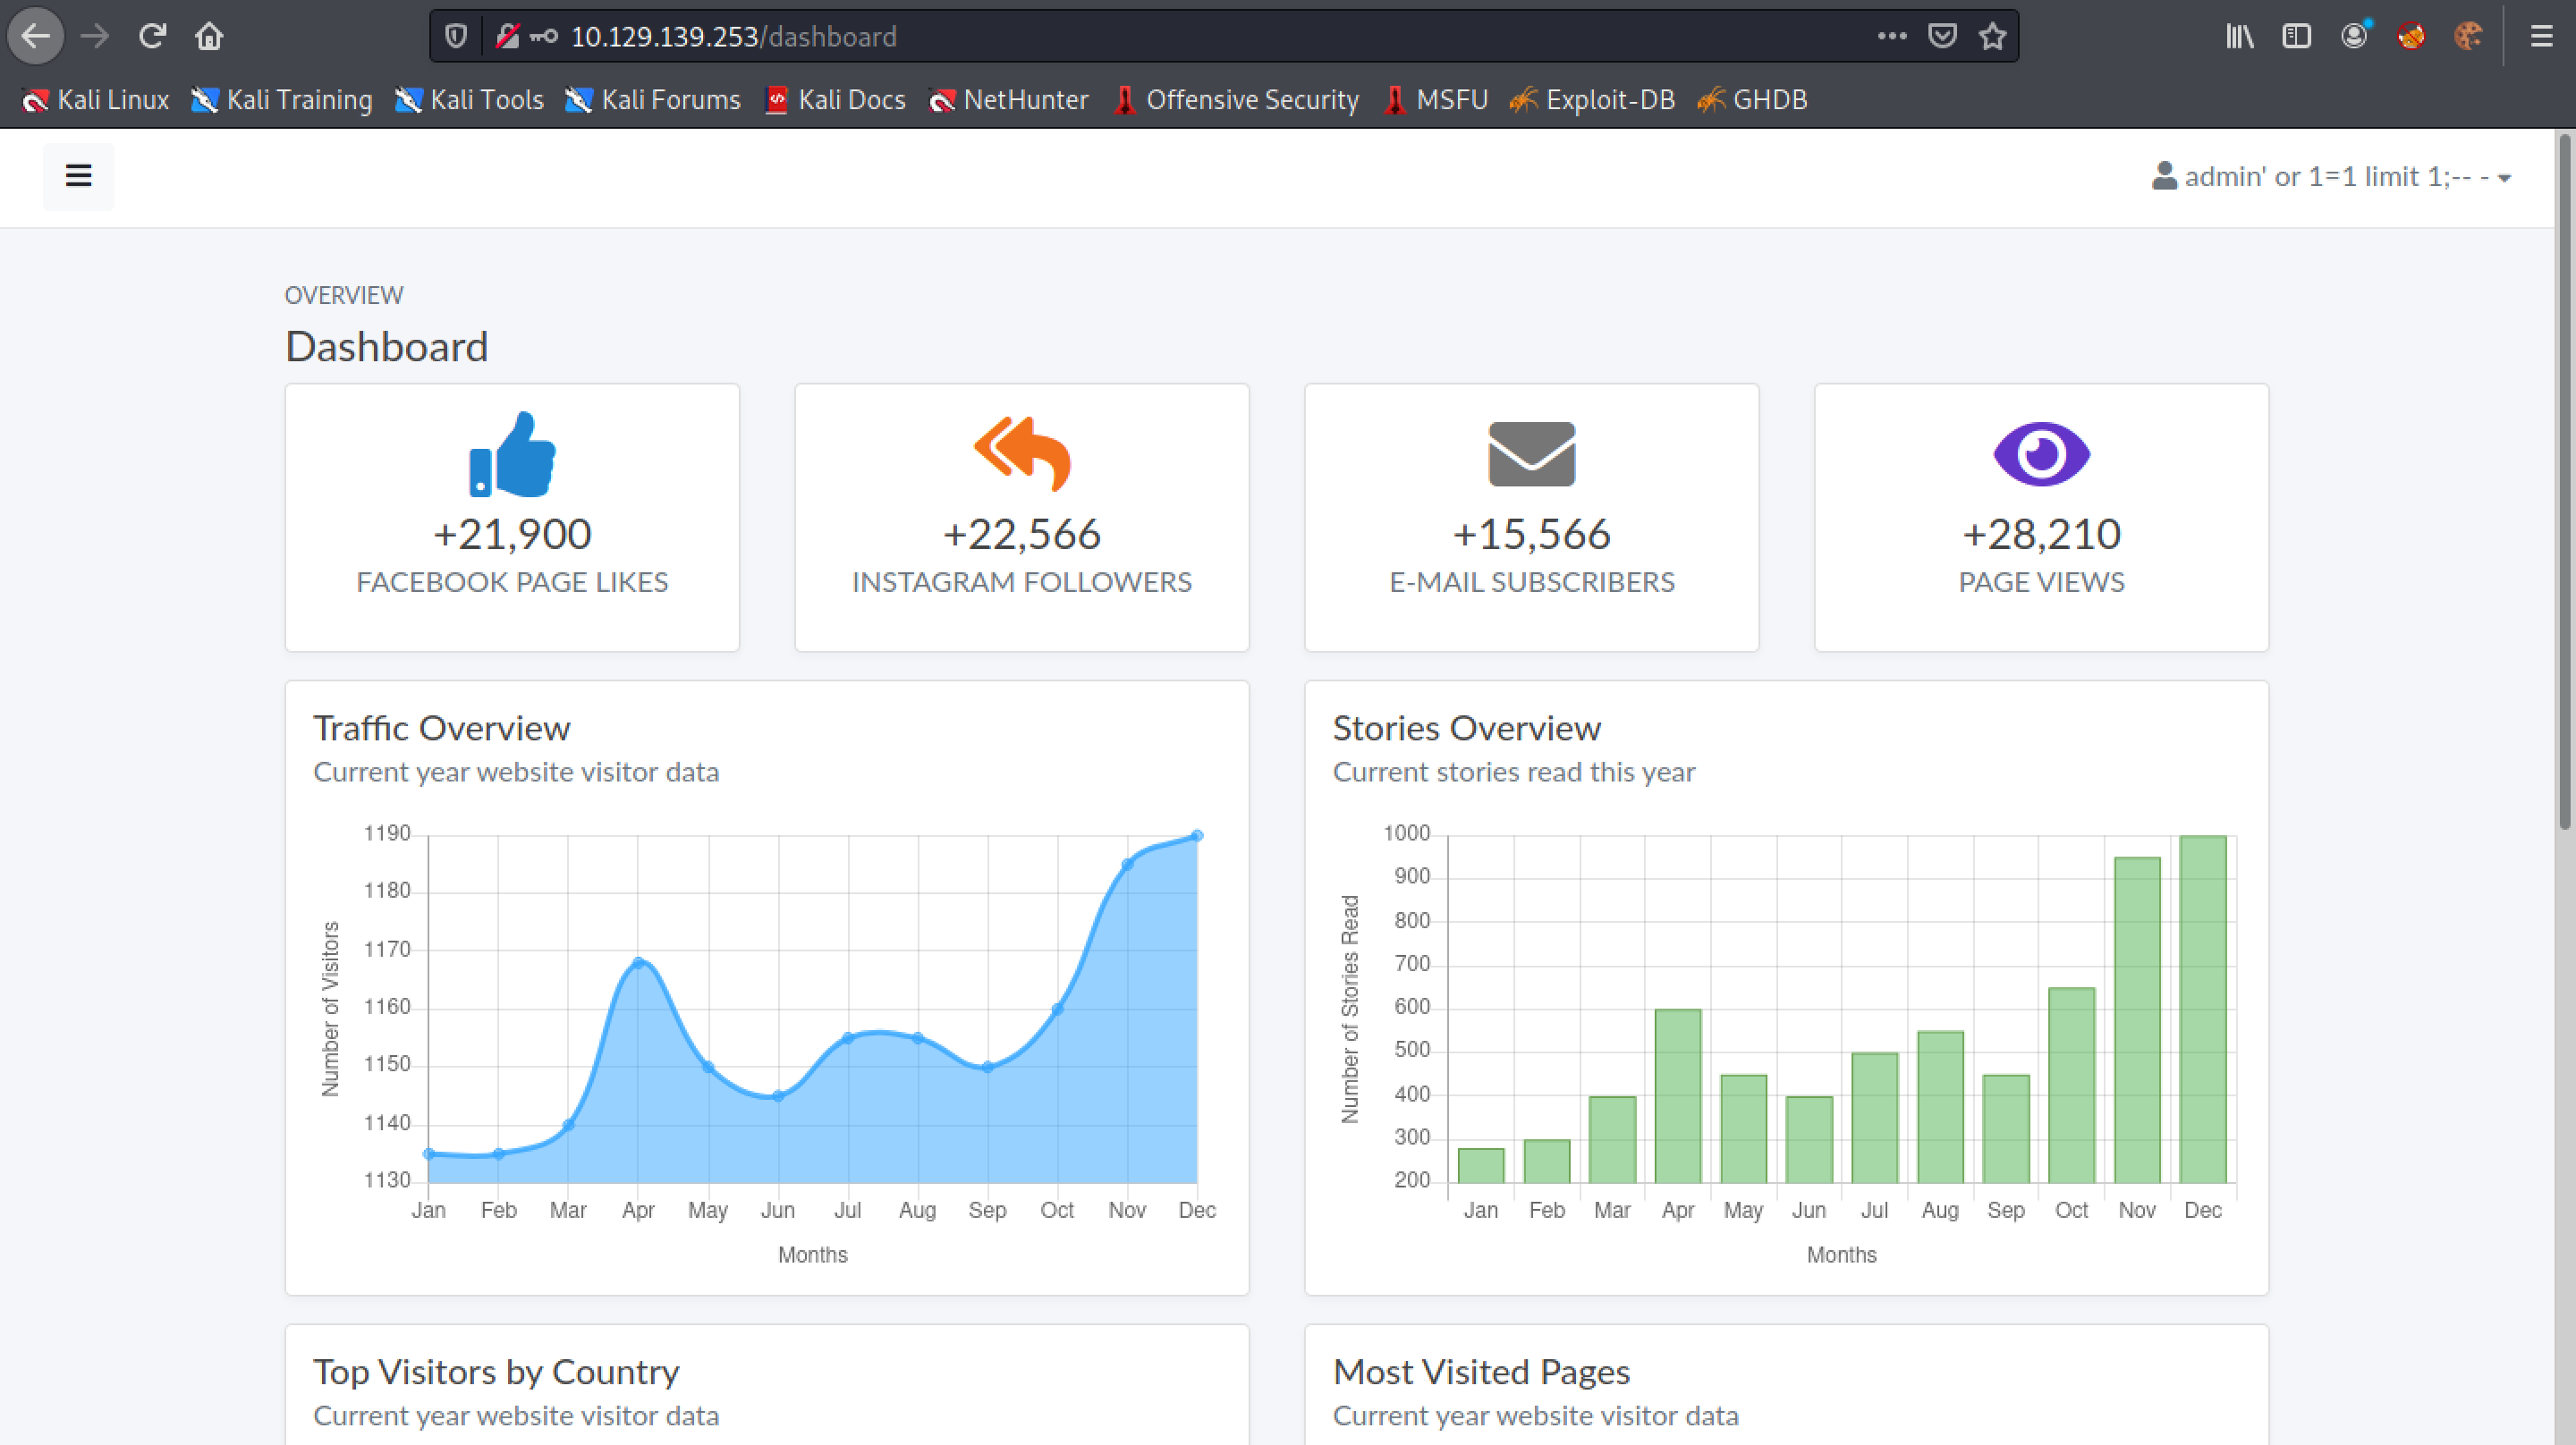 10.129.139.253/dashboard
Kali Linux Kali Training Kali Tools Kali Forums Kali Docs NetHunter Offensive Security MSFU Exploit-DB GHDB
admin' or 1=1 limit 1;-- -
OVERVIEW
Dashboard
+21,900
FACEBOOK PAGE LIKES
+22,566
INSTAGRAM FOLLOWERS
+15,566
E-MAIL SUBSCRIBERS
+28,210
PAGE VIEWS
Traffic Overview
Current year website visitor data
Number of Visitors
1190
1180
1170
1160
1150
1140
1130
Jan Feb Mar Apr May Jun Jul Aug Sep Oct Nov Dec
Months
Stories Overview
Current stories read this year
Number of Stories Read
1000
900
800
700
600
500
400
300
200
Jan Feb Mar Apr May Jun Jul Aug Sep Oct Nov Dec
Months
Top Visitors by Country
Current year website visitor data
Most Visited Pages
Current year website visitor data